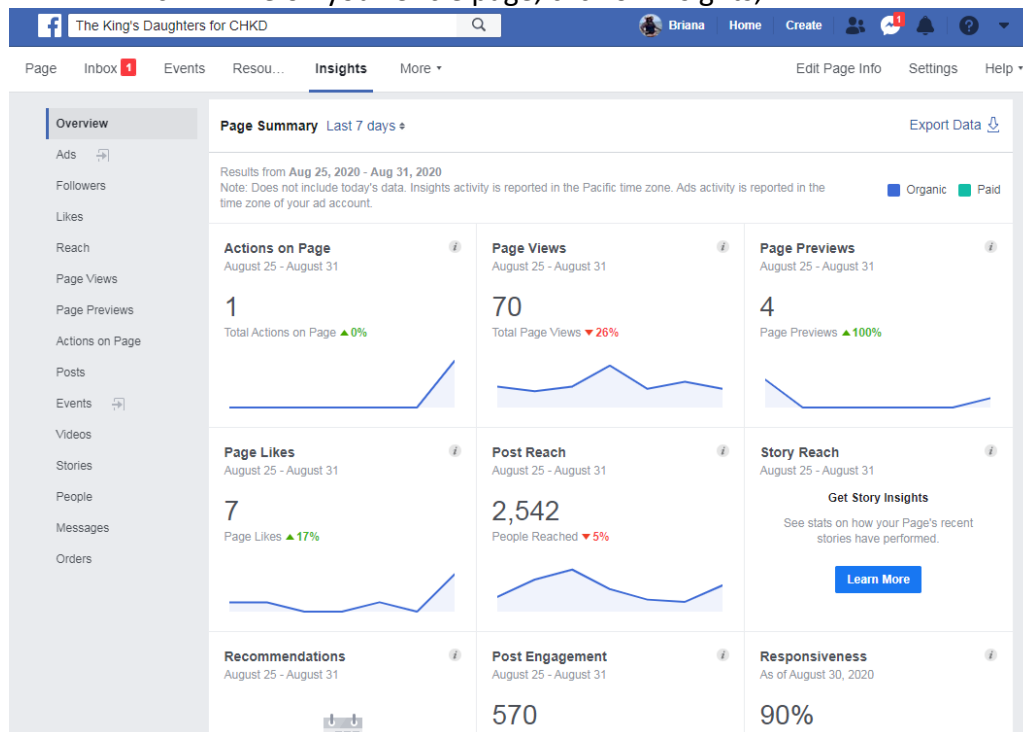 The King's Daughters for CHKD
Briana Home Create 1
Page Inbox 1 Events Resou... Insights More Edit Page Info Settings Help
Overview
Ads
Followers
Likes
Reach
Page Views
Page Previews
Actions on Page
Posts
Events
Videos
Stories
People
Messages
Orders
Page Summary Last 7 days Export Data
Results from Aug 25, 2020 - Aug 31, 2020
Note: Does not include today's data. Insights activity is reported in the Pacific time zone. Ads activity is reported in the
time zone of your ad account.
Organic Paid
Actions on Page
August 25 - August 31
1
Total Actions on Page ▲0%
Page Views
August 25 - August 31
70
Total Page Views ▼26%
Page Previews
August 25 - August 31
4
Page Previews ▲100%
Page Likes
August 25 - August 31
7
Page Likes ▲17%
Post Reach
August 25 - August 31
2,542
People Reached ▼5%
Story Reach
August 25 - August 31
Get Story Insights
See stats on how your Page's recent
stories have performed.
Learn More
Recommendations
August 25 - August 31
Post Engagement
August 25 - August 31
570
Responsiveness
As of August 30, 2020
90%